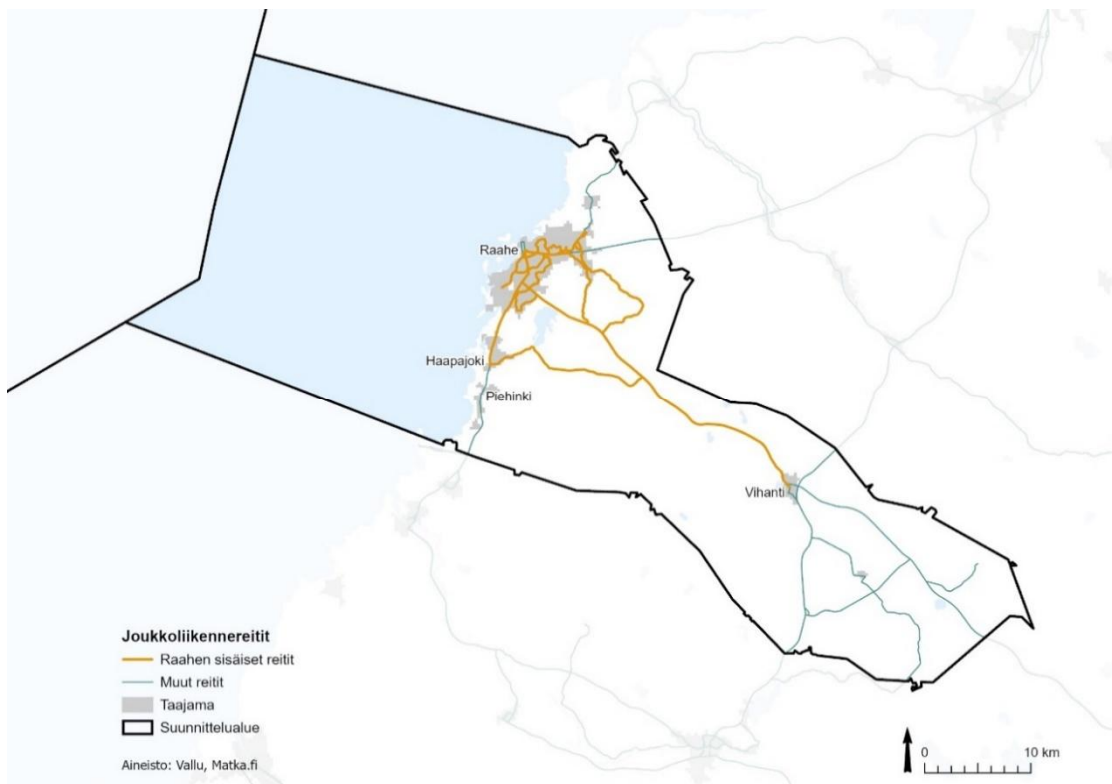 Raahe
Haapajoki
Piehinki
Vihanti
Joukkoliikennereitit
Raahen sisäiset reitit
Muut reitit
Taajama
Suunnittelualue
Aineisto: Vallu, Matka.fi
0 10 km